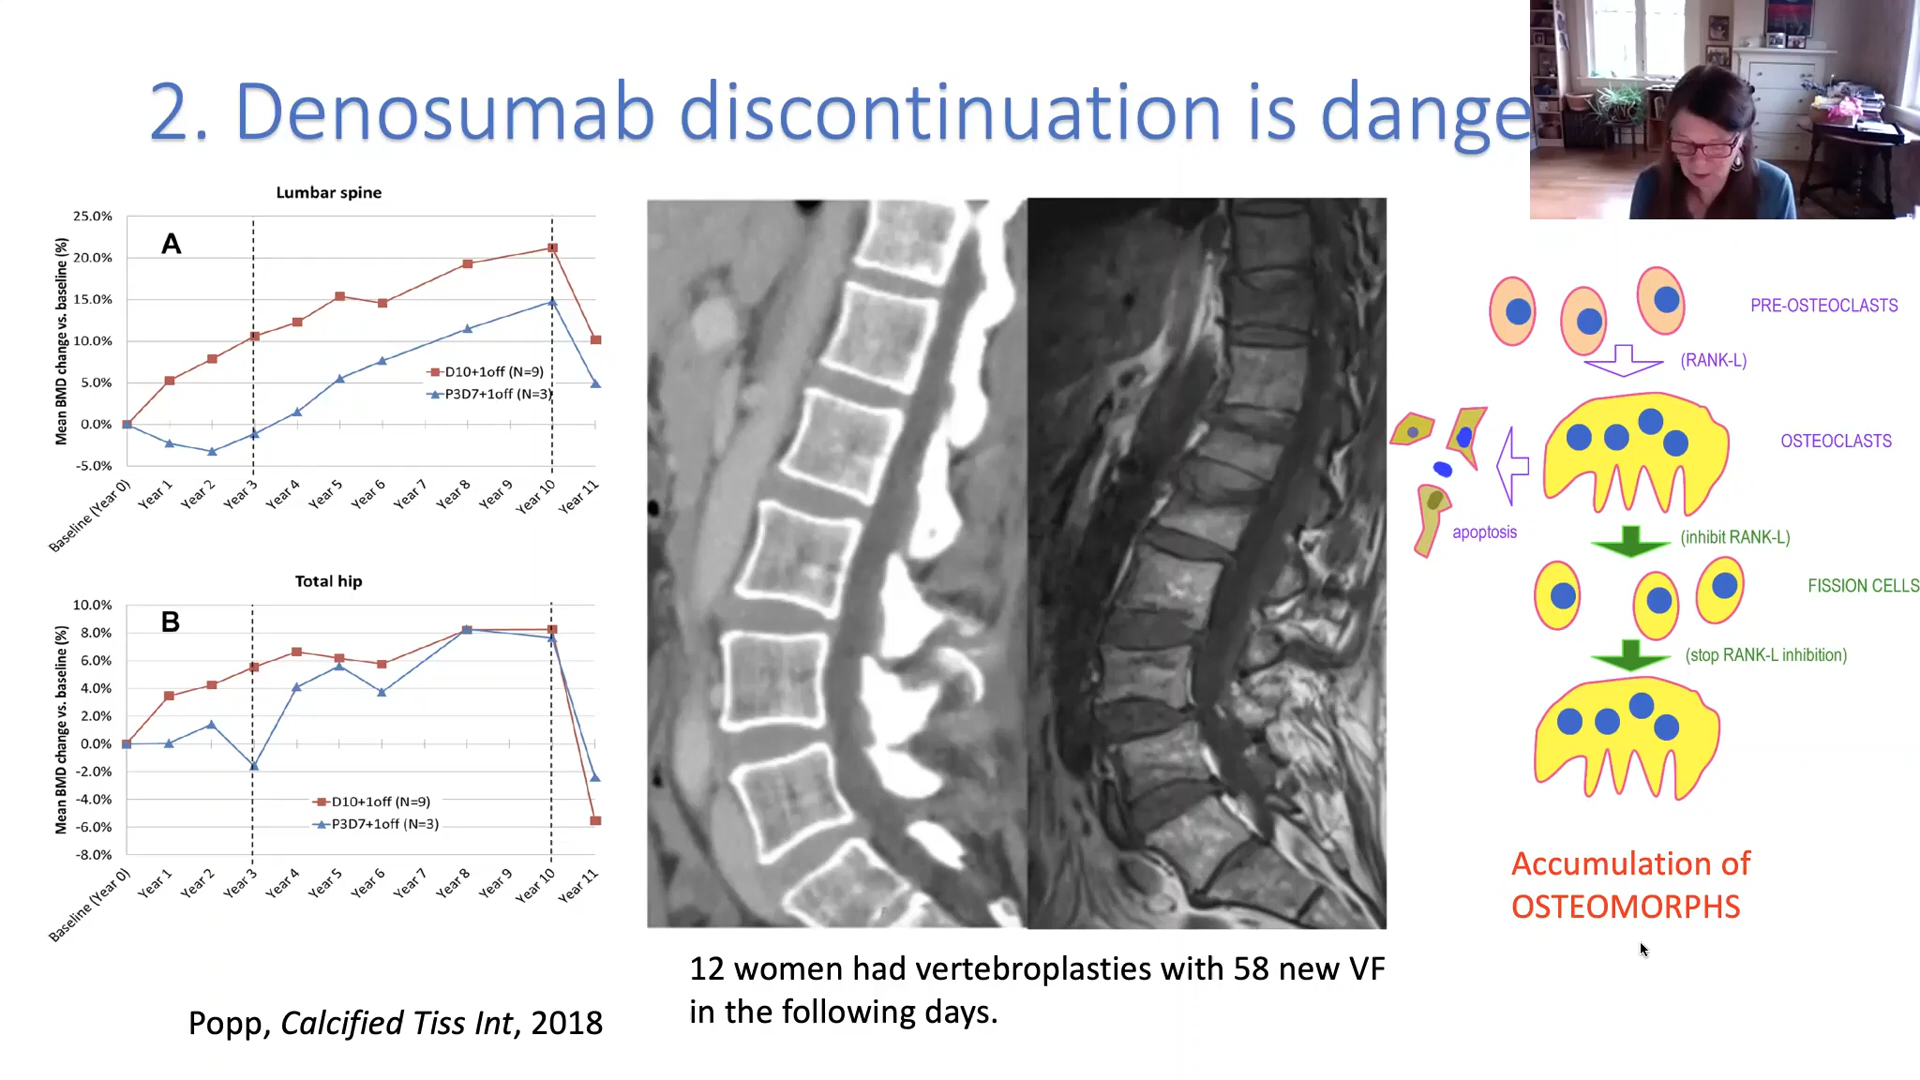 2. Denosumab discontinuation is dange
Lumbar spine
A
Mean BMD change vs. baseline (%)
25.0%
20.0%
15.0%
10.0%
5.0%
0.0%
-5.0%
D10+1off (N=9)
P3D7+1off (N=3)
Baseline (Year 0)
Year 1
Year 2
Year 3
Year 4
Year 5
Year 6
Year 7
Year 8
Year 9
Year 10
Year 11
Total hip
B
Mean BMD change vs. baseline (%)
10.0%
8.0%
6.0%
4.0%
2.0%
0.0%
-2.0%
-4.0%
-6.0%
-8.0%
D10+1off (N=9)
P3D7+1off (N=3)
Baseline (Year 0)
Year 1
Year 2
Year 3
Year 4
Year 5
Year 6
Year 7
Year 8
Year 9
Year 10
Year 11
Popp, Calcified Tiss Int, 2018
12 women had vertebroplasties with 58 new VF
in the following days.
PRE-OSTEOCLASTS
(RANK-L)
OSTEOCLASTS
apoptosis
(inhibit RANK-L)
FISSION CELLS
(stop RANK-L inhibition)
Accumulation of
OSTEOMORPHS